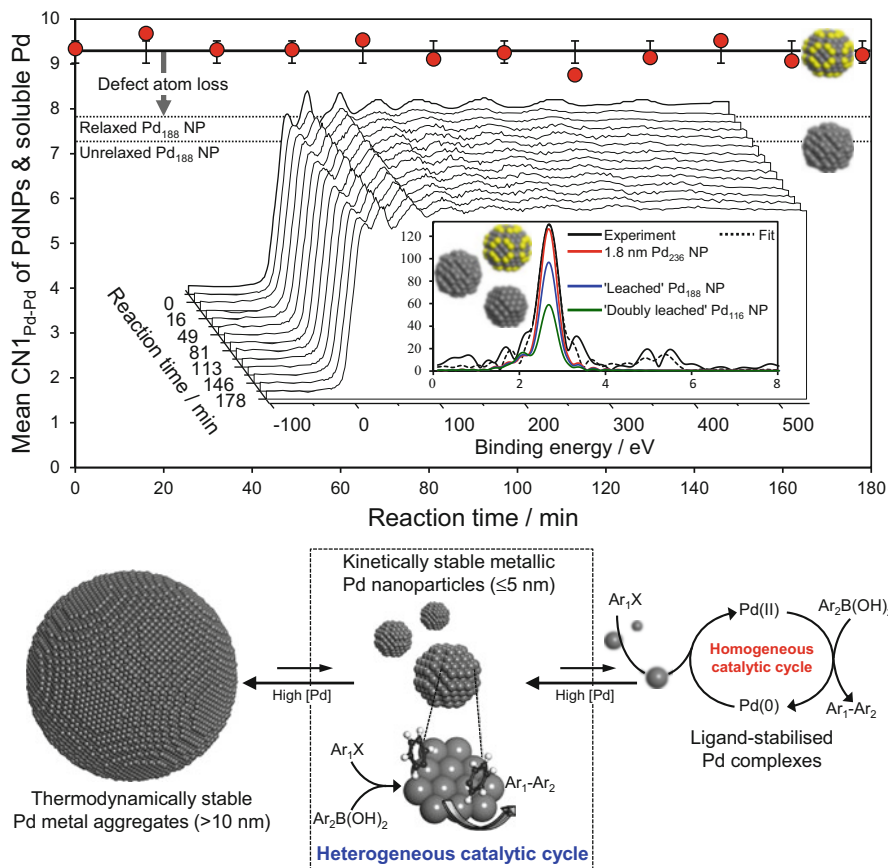 Mean CN1Pd-Pd of PdNPs & soluble Pd
10
9
8
7
6
5
4
3
2
1
0
Defect atom loss
Relaxed Pd188 NP
Unrelaxed Pd188 NP
120
100
80
60
40
20
0
0
2
4
6
8
Experiment
Fit
1.8 nm Pd236 NP
'Leached' Pd188 NP
'Doubly leached' Pd116 NP
Reaction time / min
0
16
49
81
113
146
178
-100
0
100
200
300
400
500
Binding energy / eV
0
20
40
60
80
100
120
140
160
180
Reaction time / min
Kinetically stable metallic
Pd nanoparticles (≤5 nm)
High [Pd]
High [Pd]
Thermodynamically stable
Pd metal aggregates (>10 nm)
Ar1X
Ar2B(OH)2
Ar1-Ar2
Heterogeneous catalytic cycle
Ar1X
Pd(II)
Ar2B(OH)2
Homogeneous
catalytic cycle
Pd(0)
Ar1-Ar2
Ligand-stabilised
Pd complexes